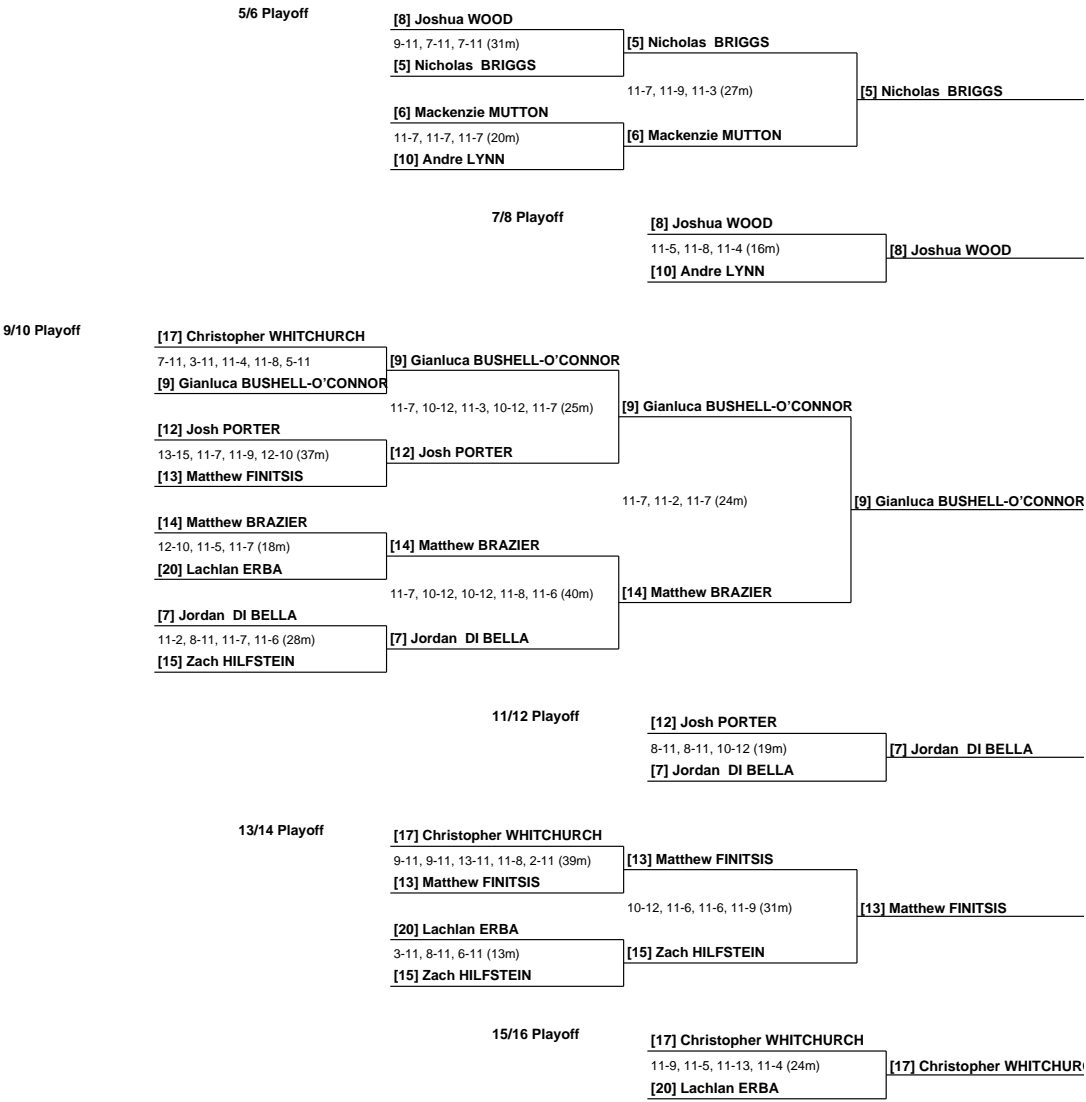 5/6 Playoff
[8] Joshua WOOD
9-11, 7-11, 7-11 (31m)
[5] Nicholas BRIGGS
[5] Nicholas BRIGGS
11-7, 11-9, 11-3 (27m)
[5] Nicholas BRIGGS
[6] Mackenzie MUTTON
11-7, 11-7, 11-7 (20m)
[6] Mackenzie MUTTON
[10] Andre LYNN
7/8 Playoff
[8] Joshua WOOD
11-5, 11-8, 11-4 (16m)
[8] Joshua WOOD
[10] Andre LYNN
9/10 Playoff
[17] Christopher WHITCHURCH
7-11, 3-11, 11-4, 11-8, 5-11
[9] Gianluca BUSHELL-O’CONNOR
[9] Gianluca BUSHELL-O’CONNOR
11-7, 10-12, 11-3, 10-12, 11-7 (25m)
[9] Gianluca BUSHELL-O’CONNOR
[12] Josh PORTER
13-15, 11-7, 11-9, 12-10 (37m)
[12] Josh PORTER
[13] Matthew FINITSIS
11-7, 11-2, 11-7 (24m)
[9] Gianluca BUSHELL-O’CONNOR
[14] Matthew BRAZIER
12-10, 11-5, 11-7 (18m)
[14] Matthew BRAZIER
[20] Lachlan ERBA
11-7, 10-12, 10-12, 11-8, 11-6 (40m)
[14] Matthew BRAZIER
[7] Jordan DI BELLA
11-2, 8-11, 11-7, 11-6 (28m)
[7] Jordan DI BELLA
[15] Zach HILFSTEIN
11/12 Playoff
[12] Josh PORTER
8-11, 8-11, 10-12 (19m)
[7] Jordan DI BELLA
[7] Jordan DI BELLA
13/14 Playoff
[17] Christopher WHITCHURCH
9-11, 9-11, 13-11, 11-8, 2-11 (39m)
[13] Matthew FINITSIS
[13] Matthew FINITSIS
10-12, 11-6, 11-6, 11-9 (31m)
[13] Matthew FINITSIS
[20] Lachlan ERBA
3-11, 8-11, 6-11 (13m)
[15] Zach HILFSTEIN
[15] Zach HILFSTEIN
15/16 Playoff
[17] Christopher WHITCHURCH
11-9, 11-5, 11-13, 11-4 (24m)
[17] Christopher
[20] Lachlan ERBA